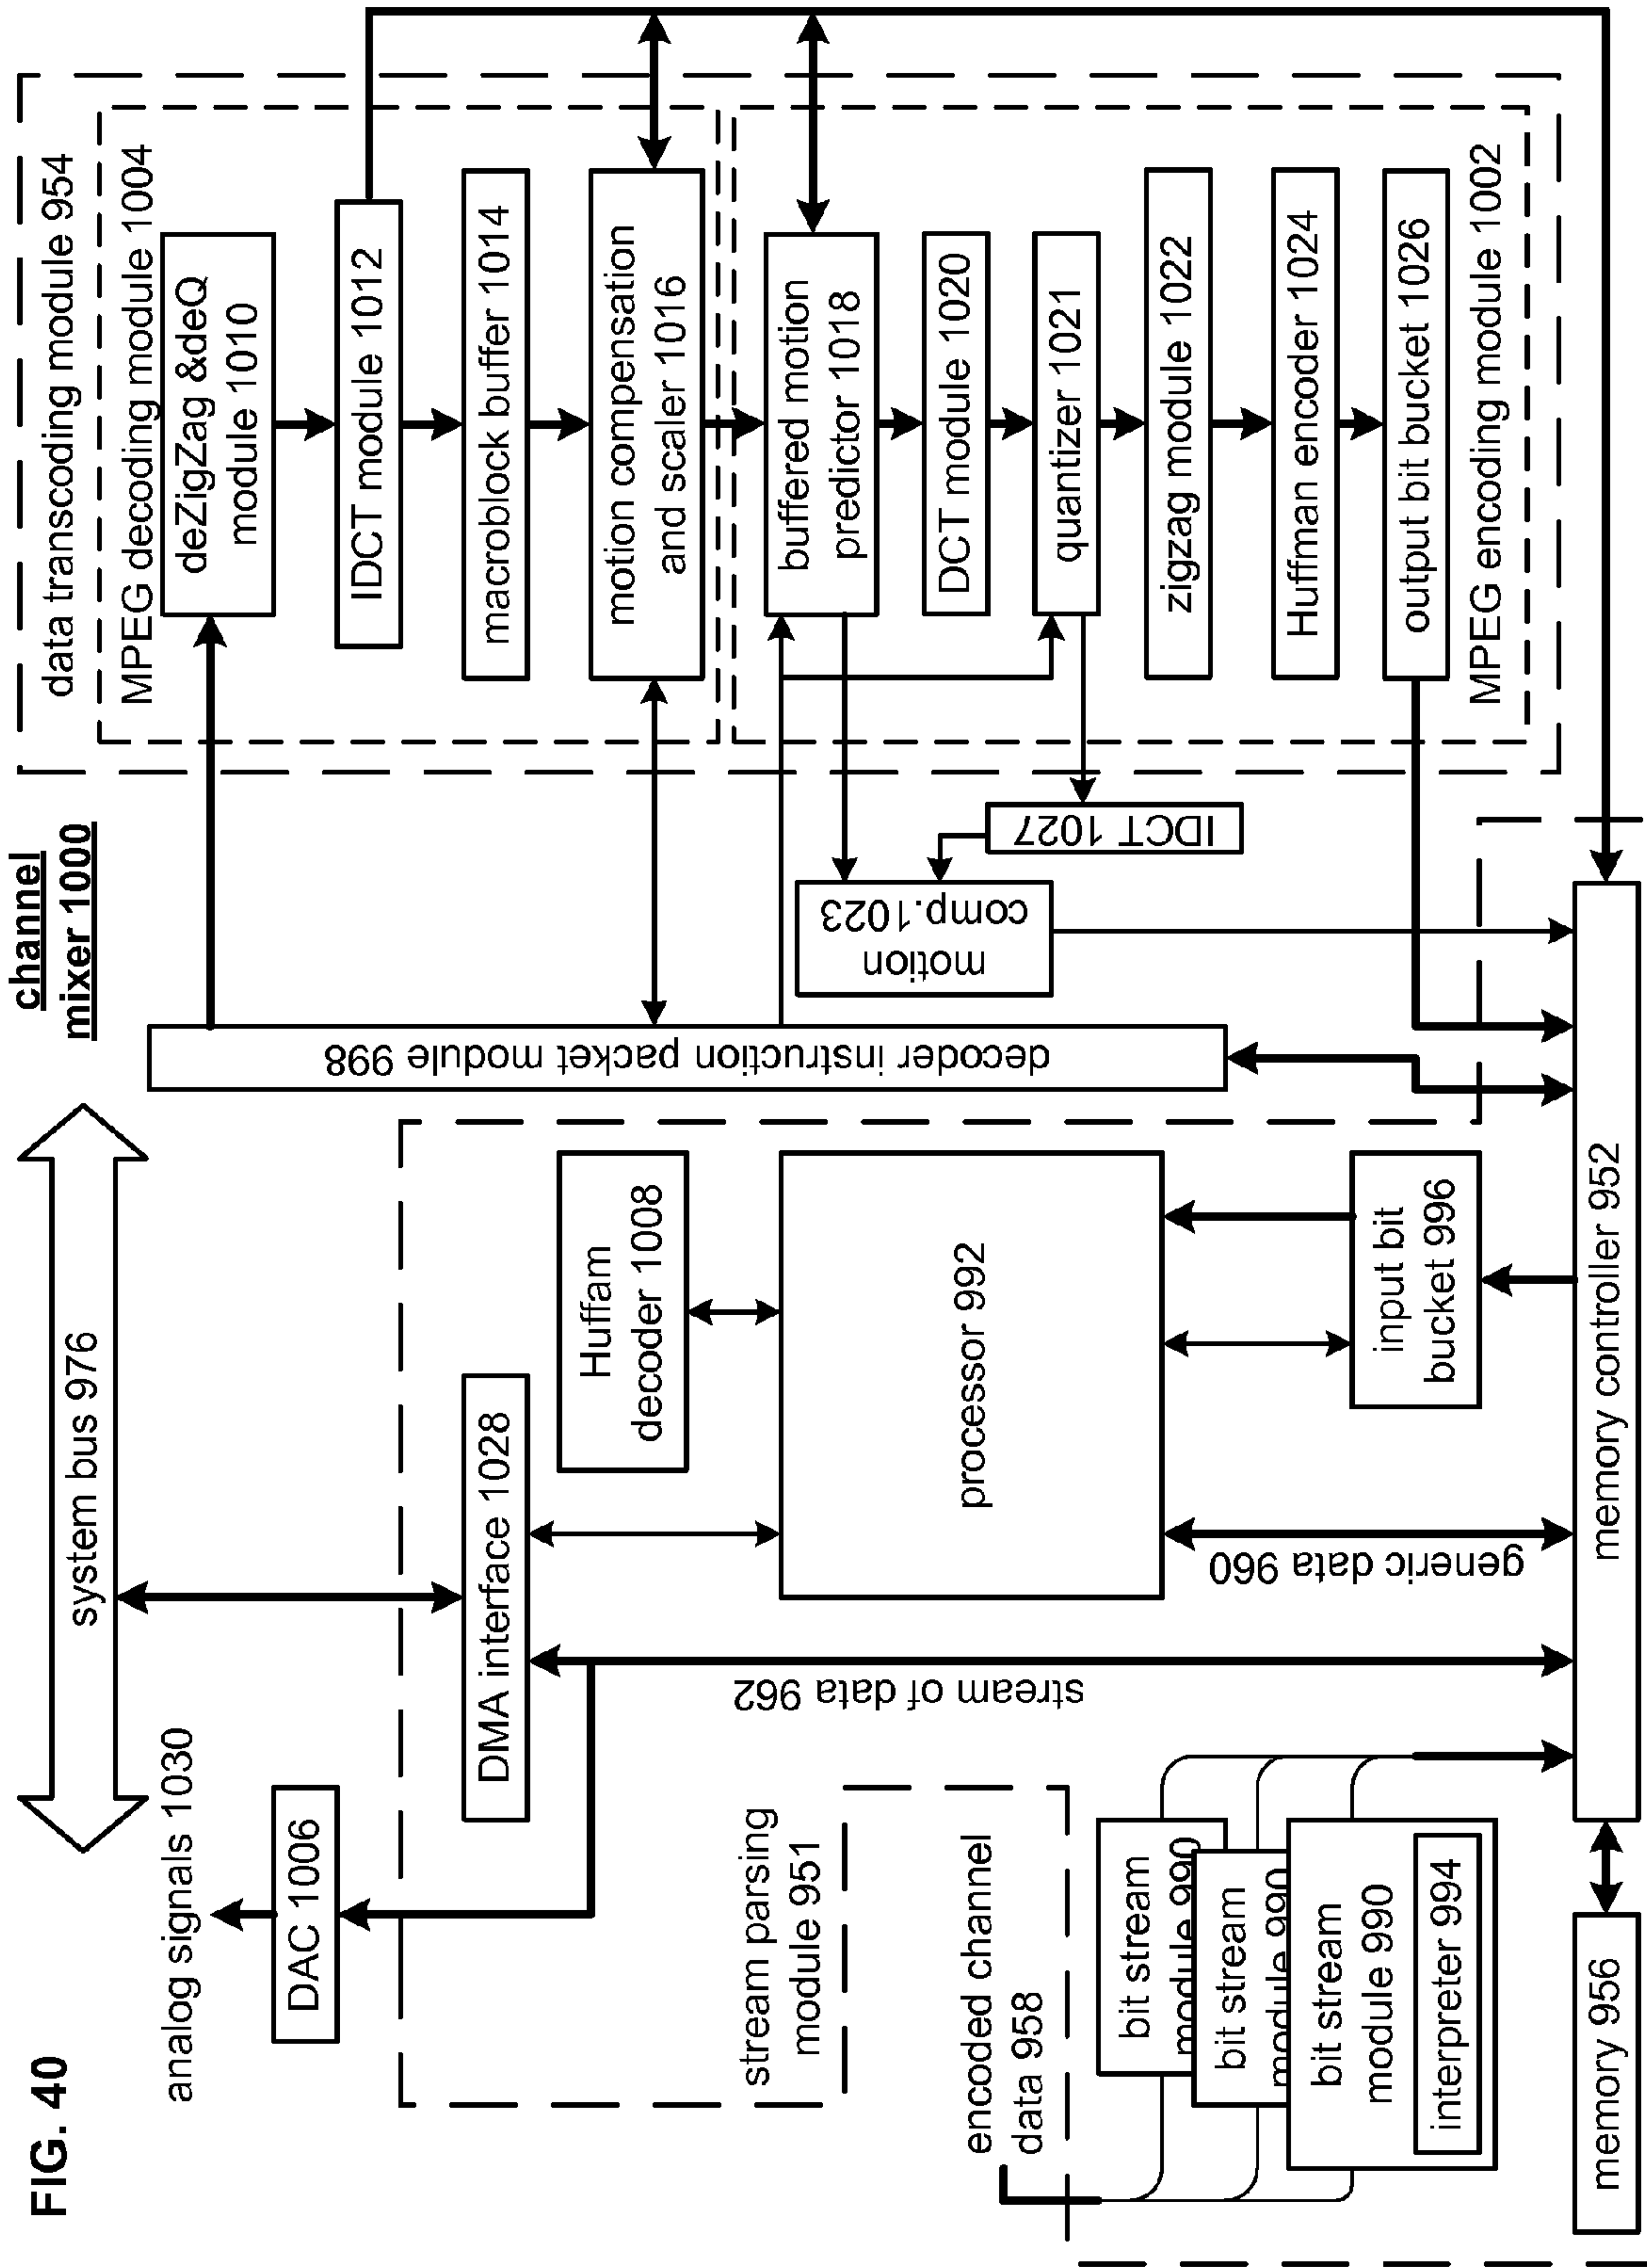 FIG. 40
channel
mixer 1000
system bus 976
analog signals 1030
DAC 1006
DMA interface 1028
Huffam
decoder 1008
processor 992
input bit
bucket 996
stream parsing
module 951
encoded channel
data 958
bit stream
module 990
bit stream
module 990
bit stream
module 990
interpreter 994
stream of data 962
generic data 960
memory 956
memory controller 952
decoder instruction packet module 998
motion
comp.1023
IDCT 1027
data transcoding module 954
MPEG decoding module 1004
deZigZag &deQ
module 1010
IDCT module 1012
macroblock buffer 1014
motion compensation
and scaler 1016
buffered motion
predictor 1018
DCT module 1020
quantizer 1021
zigzag module 1022
Huffman encoder 1024
output bit bucket 1026
MPEG encoding module 1002